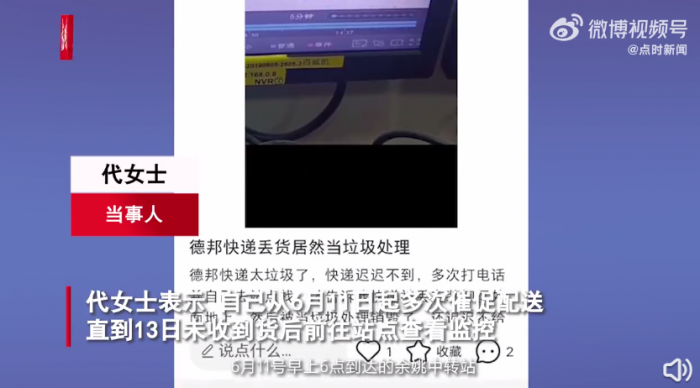 微博视频号
@点时新闻
6分钟
NVR
代女士
当事人
德邦快递丢货居然当垃圾处理
德邦快递太垃圾了，快递迟迟不到，多次打电话
代女士表示 自己从6月11日起多次催促配送
直到13日未收到货后前往站点查看监控
说点什么...
1
收藏
2
6月11号早上6点到达的余姚中转站